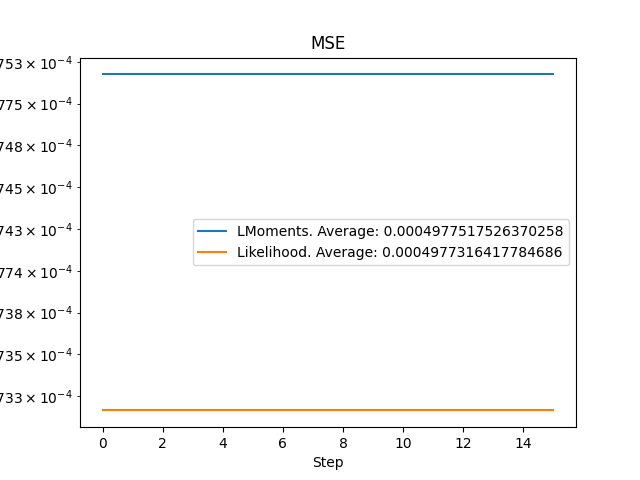 MSE
753 × 10⁻⁴
775 × 10⁻⁴
748 × 10⁻⁴
745 × 10⁻⁴
743 × 10⁻⁴
774 × 10⁻⁴
738 × 10⁻⁴
735 × 10⁻⁴
733 × 10⁻⁴
LMoments. Average: 0.0004977517526370258
Likelihood. Average: 0.0004977316417784686
0 2 4 6 8 10 12 14
Step